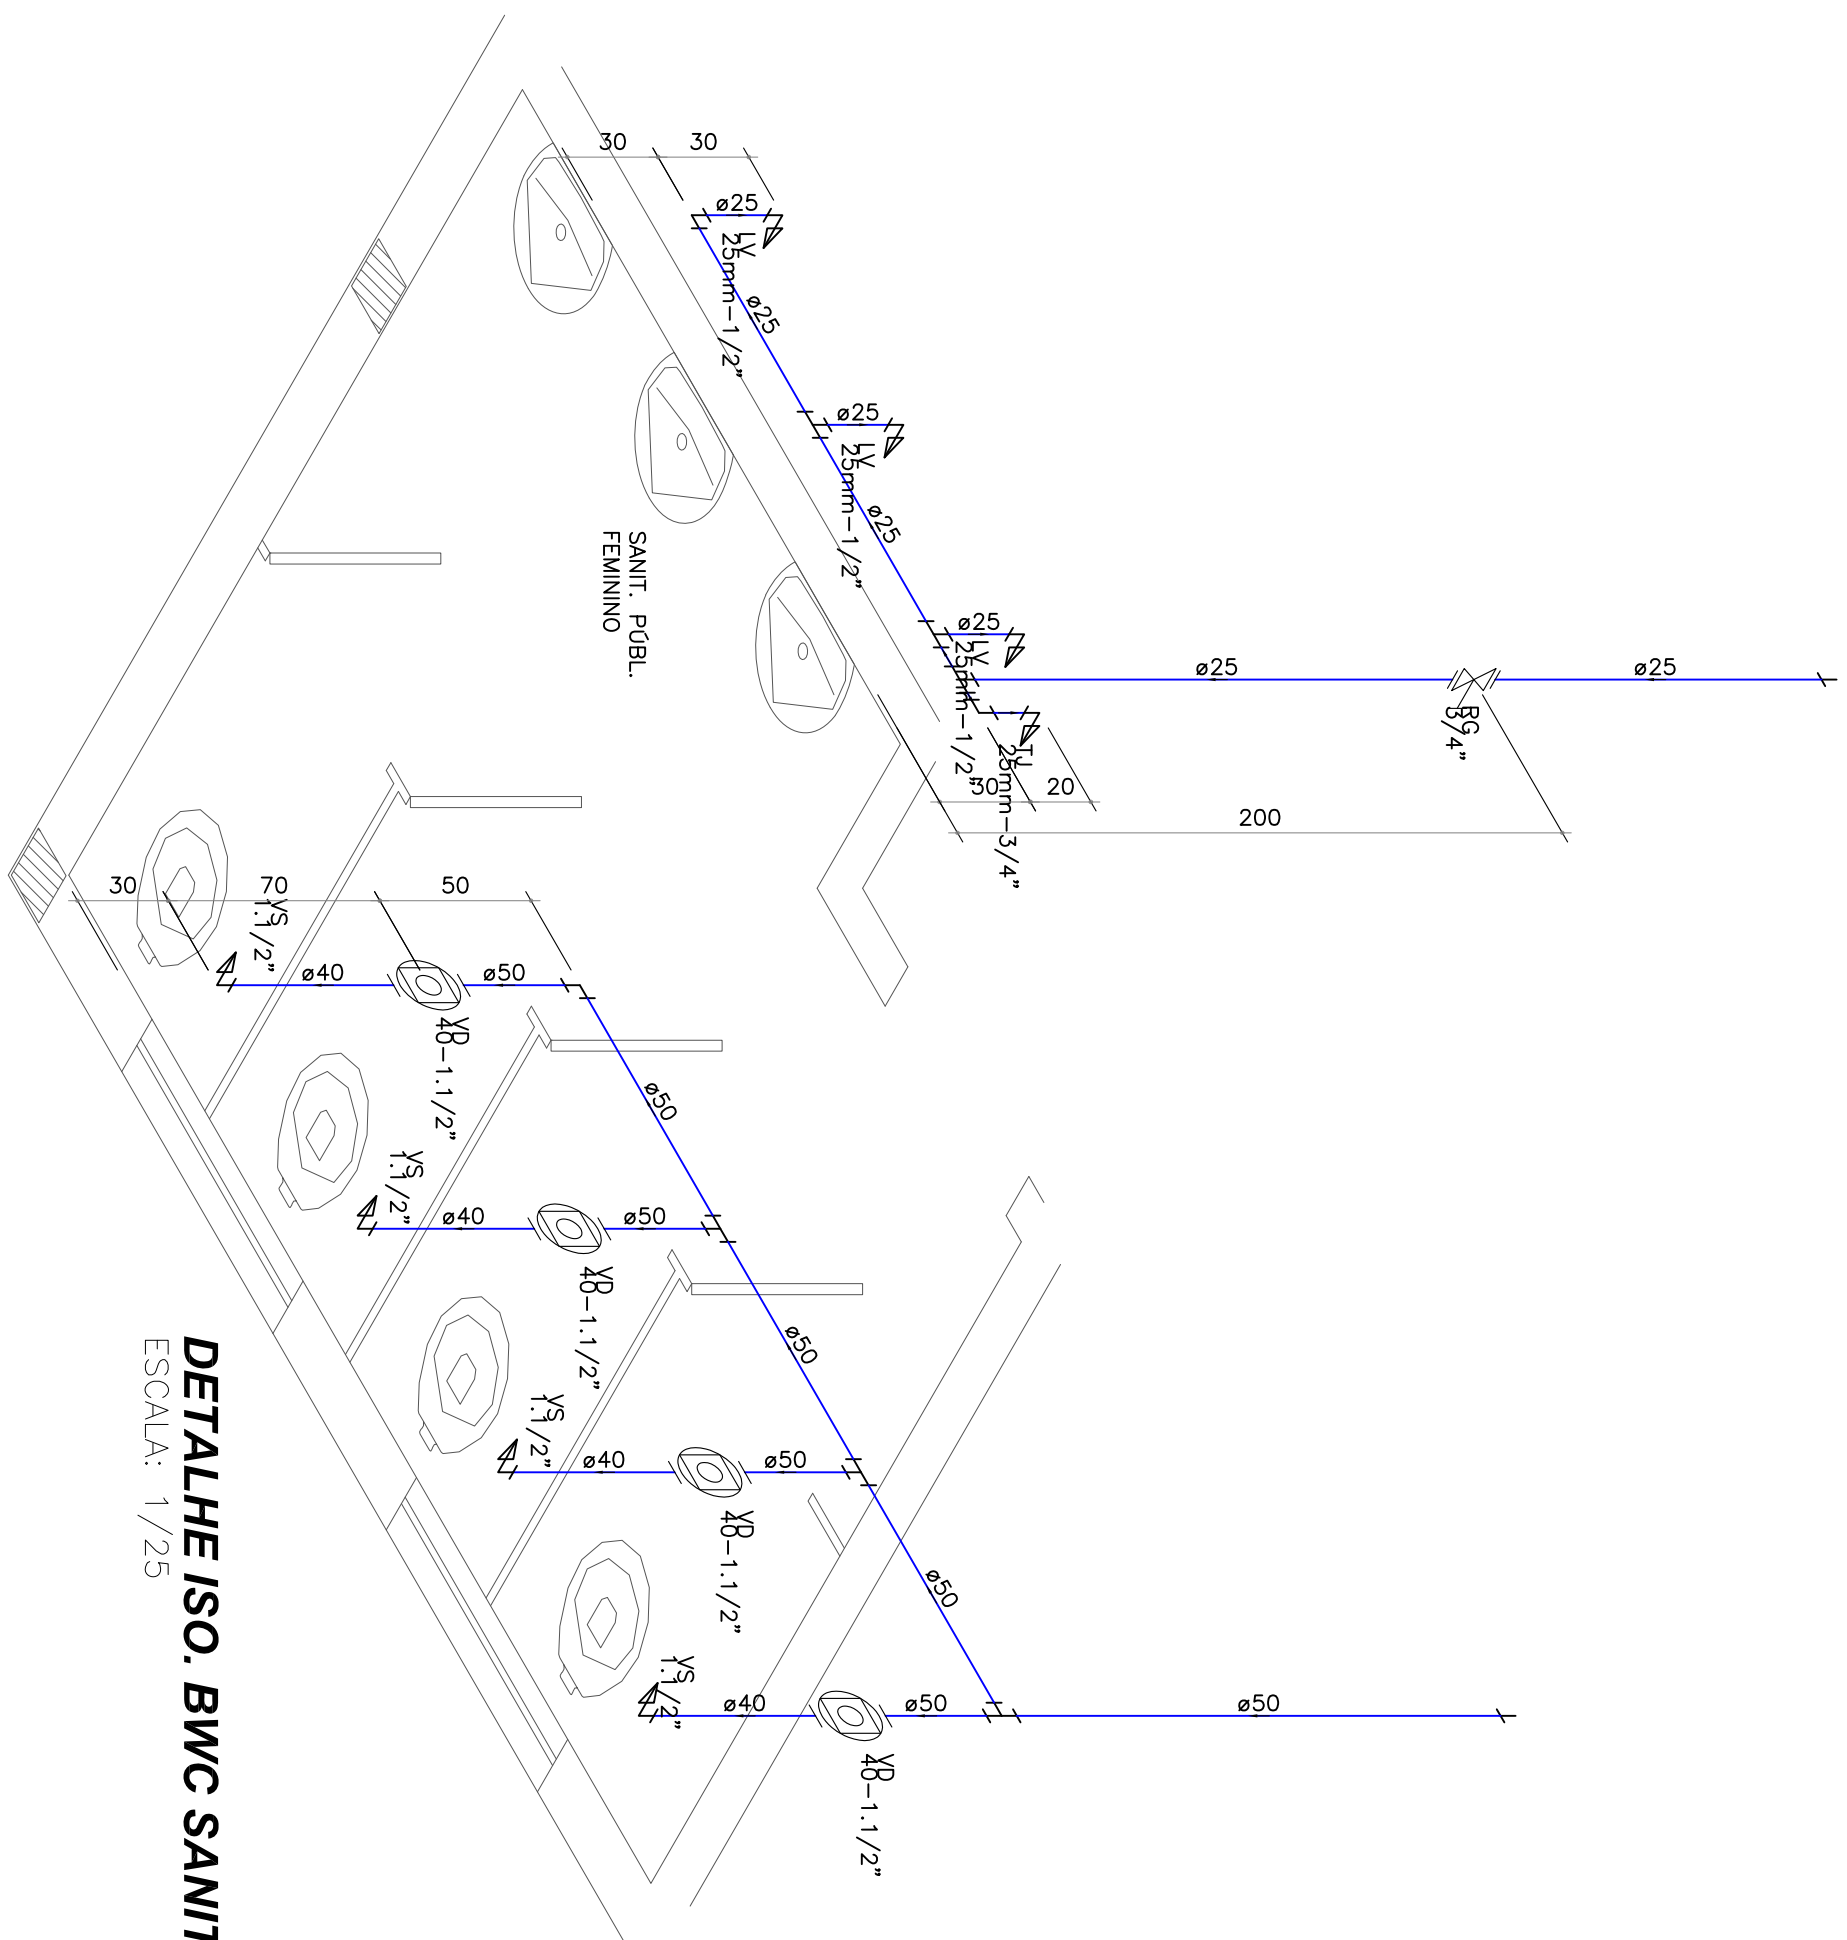 30
30
ø25
LV
25mm-1/2"
ø25
ø25
LV
25mm-1/2"
ø25
ø25
LV
25mm-1/2"
ø25
ø25
RG
3/4"
TJ
25mm-3/4"
30
20
200
SANIT. PÚBL.
FEMININO
30
70
50
VS
1.1/2"
ø40
ø50
VD
40-1.1/2"
ø50
VS
1.1/2"
ø40
ø50
VD
40-1.1/2"
ø50
VS
1.1/2"
ø40
ø50
VD
40-1.1/2"
ø50
VS
1.1/2"
ø40
ø50
ø50
VD
40-1.1/2"
DETALHE ISO. BWC SANIT
ESCALA: 1/25